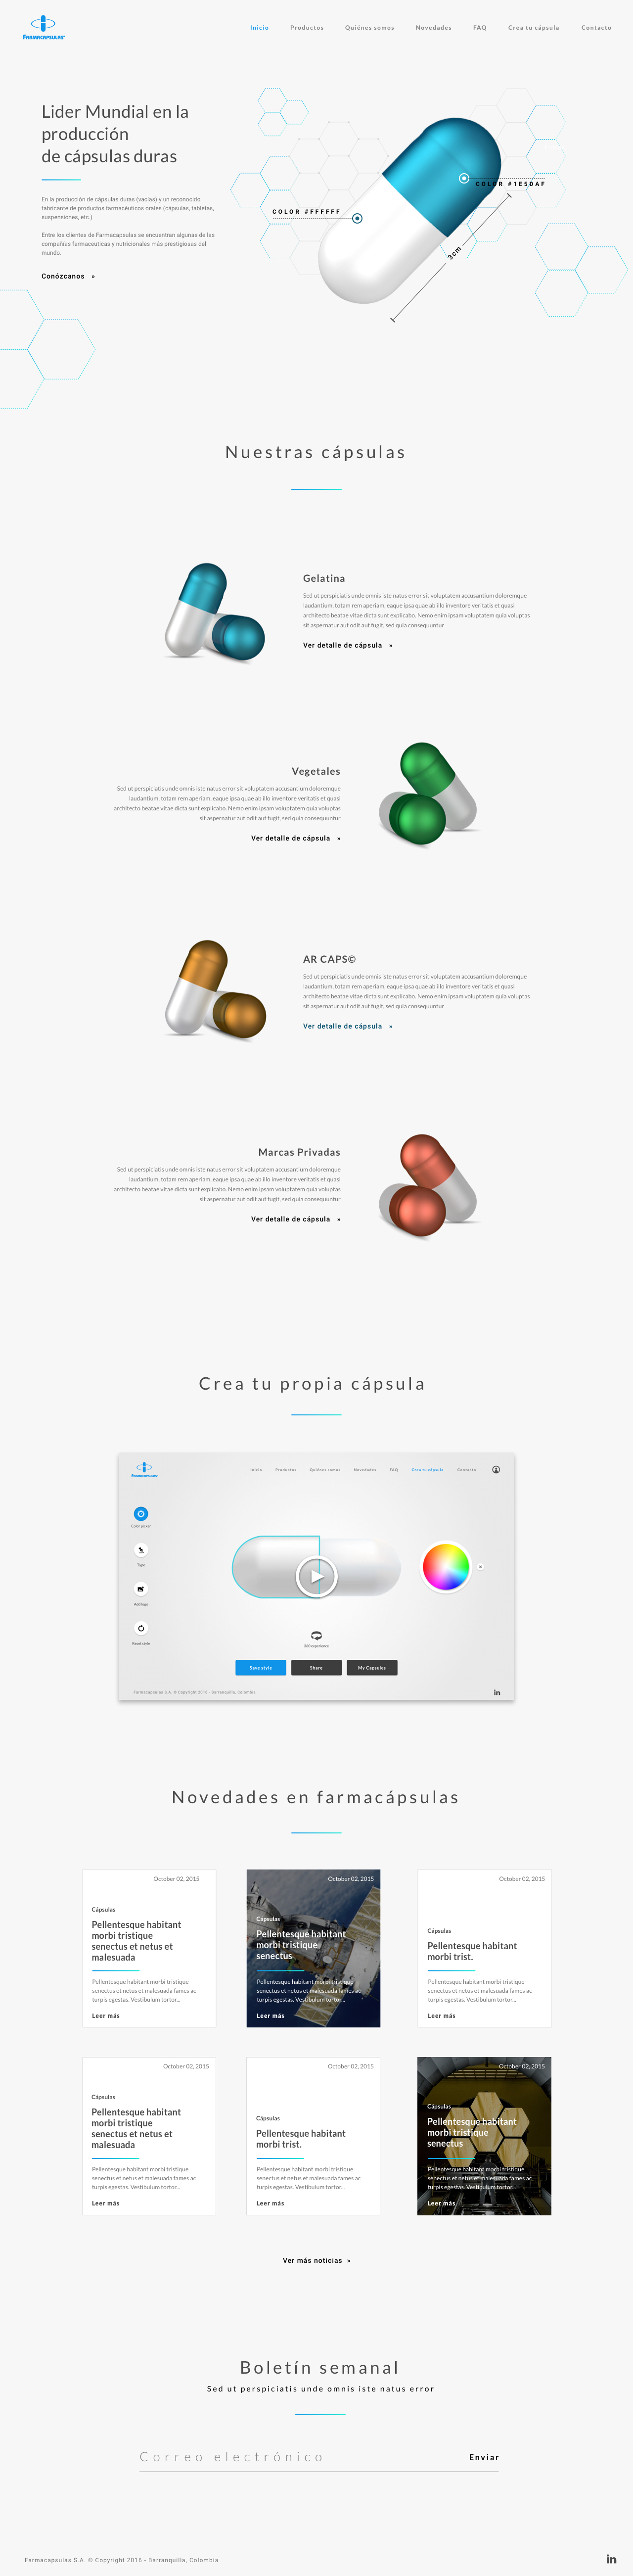 FARMACAPSULAS
Inicio Productos Quiénes somos Novedades FAQ Crea tu cápsula Contacto
Lider Mundial en la
producción
de cápsulas duras
En la producción de cápsulas duras (vacías) y un reconocido
fabricante de productos farmacéuticos orales (cápsulas, tabletas,
suspensiones, etc.)
Entre los clientes de Farmacapsulas se encuentran algunas de las
compañías farmaceuticas y nutricionales más prestigiosas del
mundo.
Conózcanos »
COLOR #FFFFFF
COLOR #1E5DAF
3cm
Nuestras cápsulas
Gelatina
Sed ut perspiciatis unde omnis iste natus error sit voluptatem accusantium doloremque
laudantium, totam rem aperiam, eaque ipsa quae ab illo inventore veritatis et quasi
architecto beatae vitae dicta sunt explicabo. Nemo enim ipsam voluptatem quia voluptas
sit aspernatur aut odit aut fugit, sed quia consequuntur
Ver detalle de cápsula »
Vegetales
Sed ut perspiciatis unde omnis iste natus error sit voluptatem accusantium doloremque
laudantium, totam rem aperiam, eaque ipsa quae ab illo inventore veritatis et quasi
architecto beatae vitae dicta sunt explicabo. Nemo enim ipsam voluptatem quia voluptas
sit aspernatur aut odit aut fugit, sed quia consequuntur
Ver detalle de cápsula »
AR CAPS©
Sed ut perspiciatis unde omnis iste natus error sit voluptatem accusantium doloremque
laudantium, totam rem aperiam, eaque ipsa quae ab illo inventore veritatis et quasi
architecto beatae vitae dicta sunt explicabo. Nemo enim ipsam voluptatem quia voluptas
sit aspernatur aut odit aut fugit, sed quia consequuntur
Ver detalle de cápsula »
Marcas Privadas
Sed ut perspiciatis unde omnis iste natus error sit voluptatem accusantium doloremque
laudantium, totam rem aperiam, eaque ipsa quae ab illo inventore veritatis et quasi
architecto beatae vitae dicta sunt explicabo. Nemo enim ipsam voluptatem quia voluptas
sit aspernatur aut odit aut fugit, sed quia consequuntur
Ver detalle de cápsula »
Crea tu propia cápsula
FARMACAPSULAS
Inicio Productos Quiénes somos Novedades FAQ Crea tu cápsula Contacto
Color picker
Type
Add logo
Reset style
360 experience
Save style Share My Capsules
Farmacapsulas S.A. © Copyright 2016 - Barranquilla, Colombia
in
Novedades en farmacápsulas
October 02, 2015
Cápsulas
Pellentesque habitant
morbi tristique
senectus et netus et
malesuada
Pellentesque habitant morbi tristique
senectus et netus et malesuada fames ac
turpis egestas. Vestibulum tortor...
Leer más
October 02, 2015
Cápsulas
Pellentesque habitant
morbi tristique
senectus
Pellentesque habitant morbi tristique
senectus et netus et malesuada fames ac
turpis egestas. Vestibulum tortor...
Leer más
October 02, 2015
Cápsulas
Pellentesque habitant
morbi trist.
Pellentesque habitant morbi tristique
senectus et netus et malesuada fames ac
turpis egestas. Vestibulum tortor...
Leer más
October 02, 2015
Cápsulas
Pellentesque habitant
morbi tristique
senectus et netus et
malesuada
Pellentesque habitant morbi tristique
senectus et netus et malesuada fames ac
turpis egestas. Vestibulum tortor...
Leer más
October 02, 2015
Cápsulas
Pellentesque habitant
morbi trist.
Pellentesque habitant morbi tristique
senectus et netus et malesuada fames ac
turpis egestas. Vestibulum tortor...
Leer más
October 02, 2015
Cápsulas
Pellentesque habitant
morbi tristique
senectus
Pellentesque habitant morbi tristique
senectus et netus et malesuada fames ac
turpis egestas. Vestibulum tortor...
Leer más
Ver más noticias »
Boletín semanal
Sed ut perspiciatis unde omnis iste natus error
Correo electrónico
Enviar
Farmacapsulas S.A. © Copyright 2016 - Barranquilla, Colombia
in